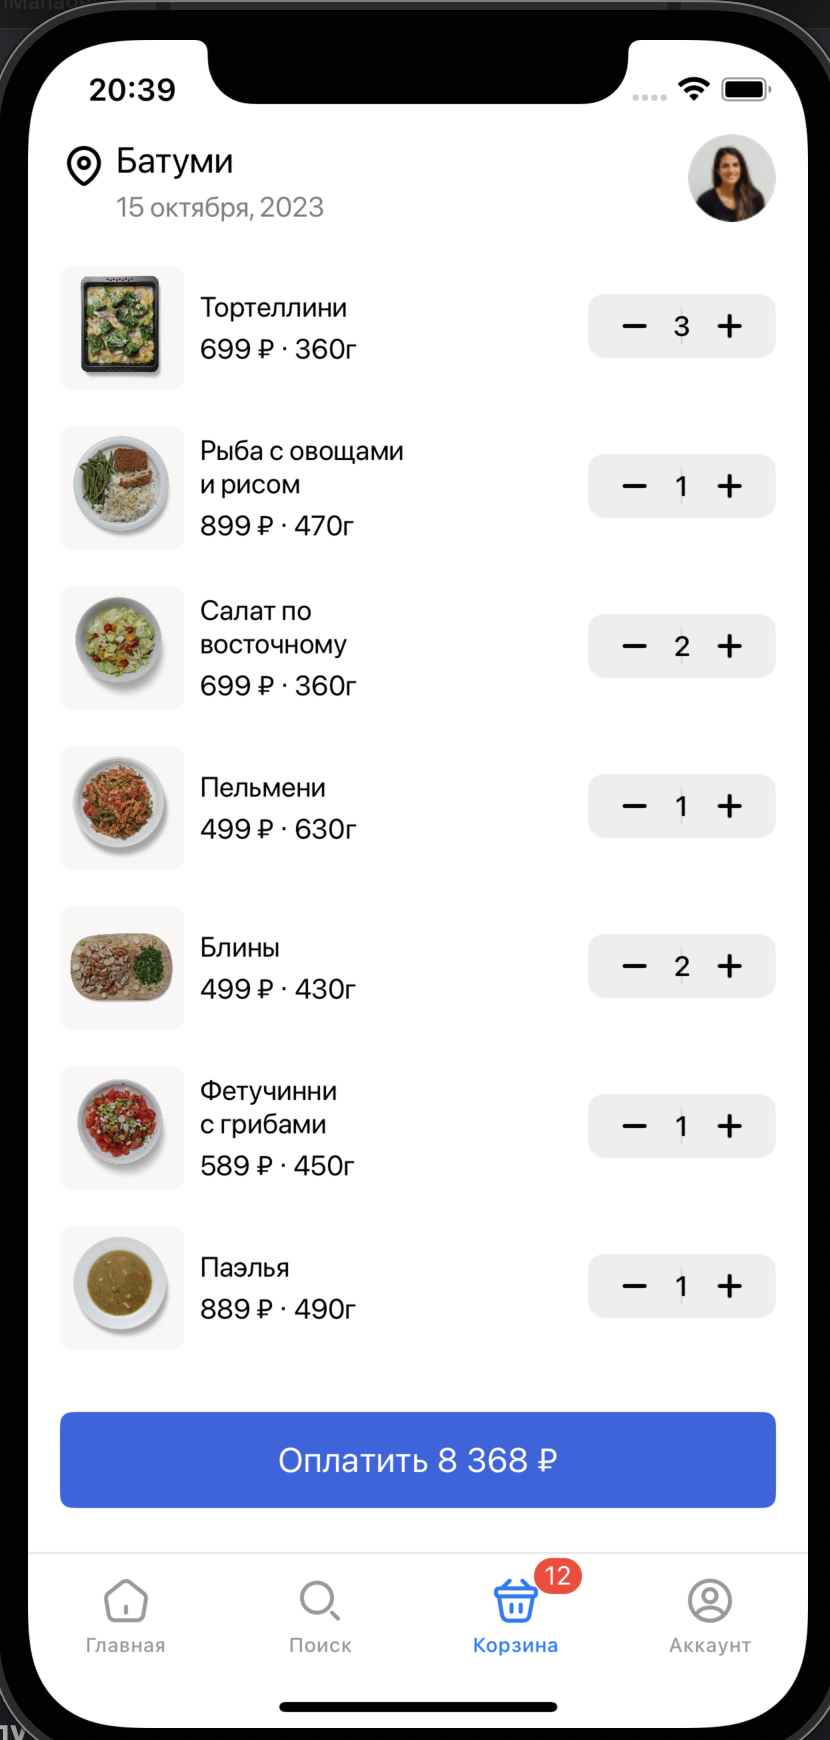 20:39
Батуми
15 октября, 2023
Тортеллини
699 ₽ · 360г
3
Рыба с овощами
и рисом
899 ₽ · 470г
1
Салат по
восточному
699 ₽ · 360г
2
Пельмени
499 ₽ · 630г
1
Блины
499 ₽ · 430г
2
Фетучинни
с грибами
589 ₽ · 450г
1
Паэлья
889 ₽ · 490г
1
Оплатить 8 368 ₽
12
Главная
Поиск
Корзина
Аккаунт